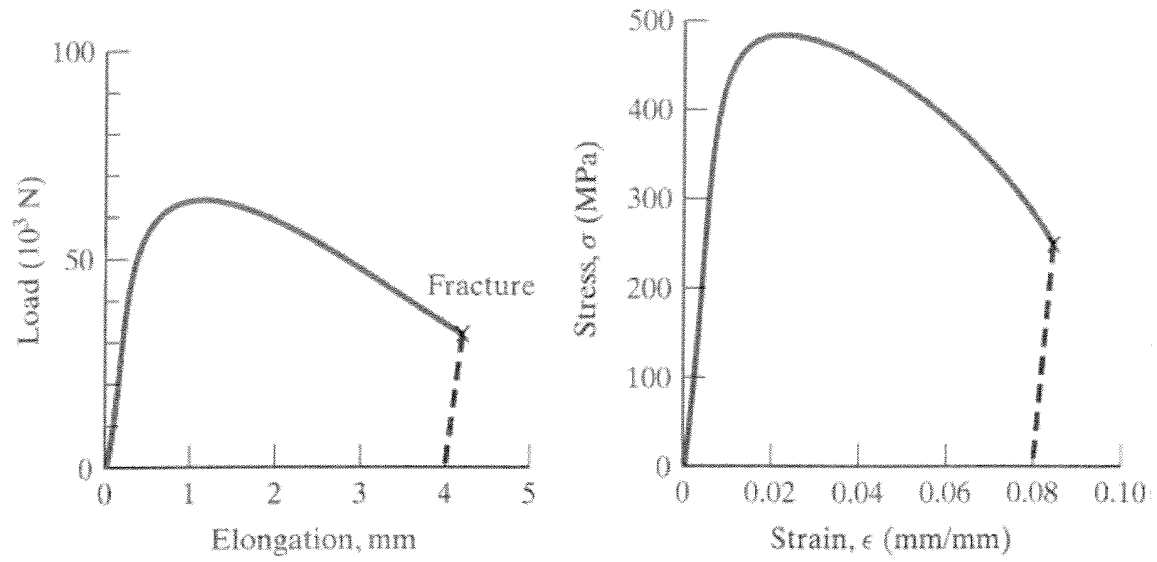 100
50
0
Load (10³ N)
Fracture
0 1 2 3 4 5
Elongation, mm
500
400
300
200
100
0
Stress, σ (MPa)
0 0.02 0.04 0.06 0.08 0.10
Strain, ϵ (mm/mm)